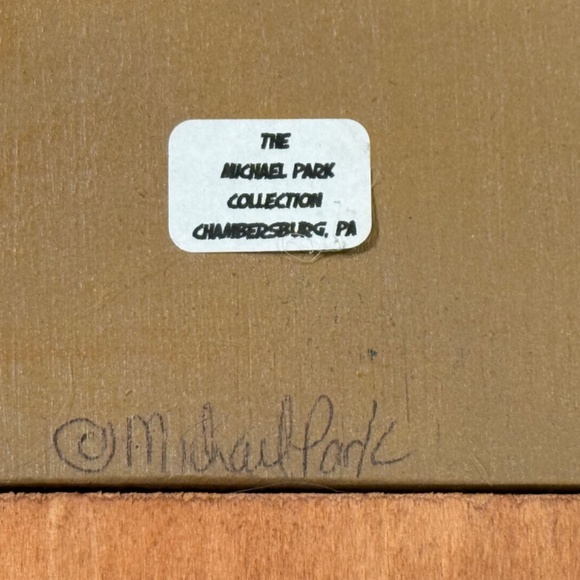 THE
MICHAEL PARK
COLLECTION
CHAMBERSBURG, PA
©Michael Park